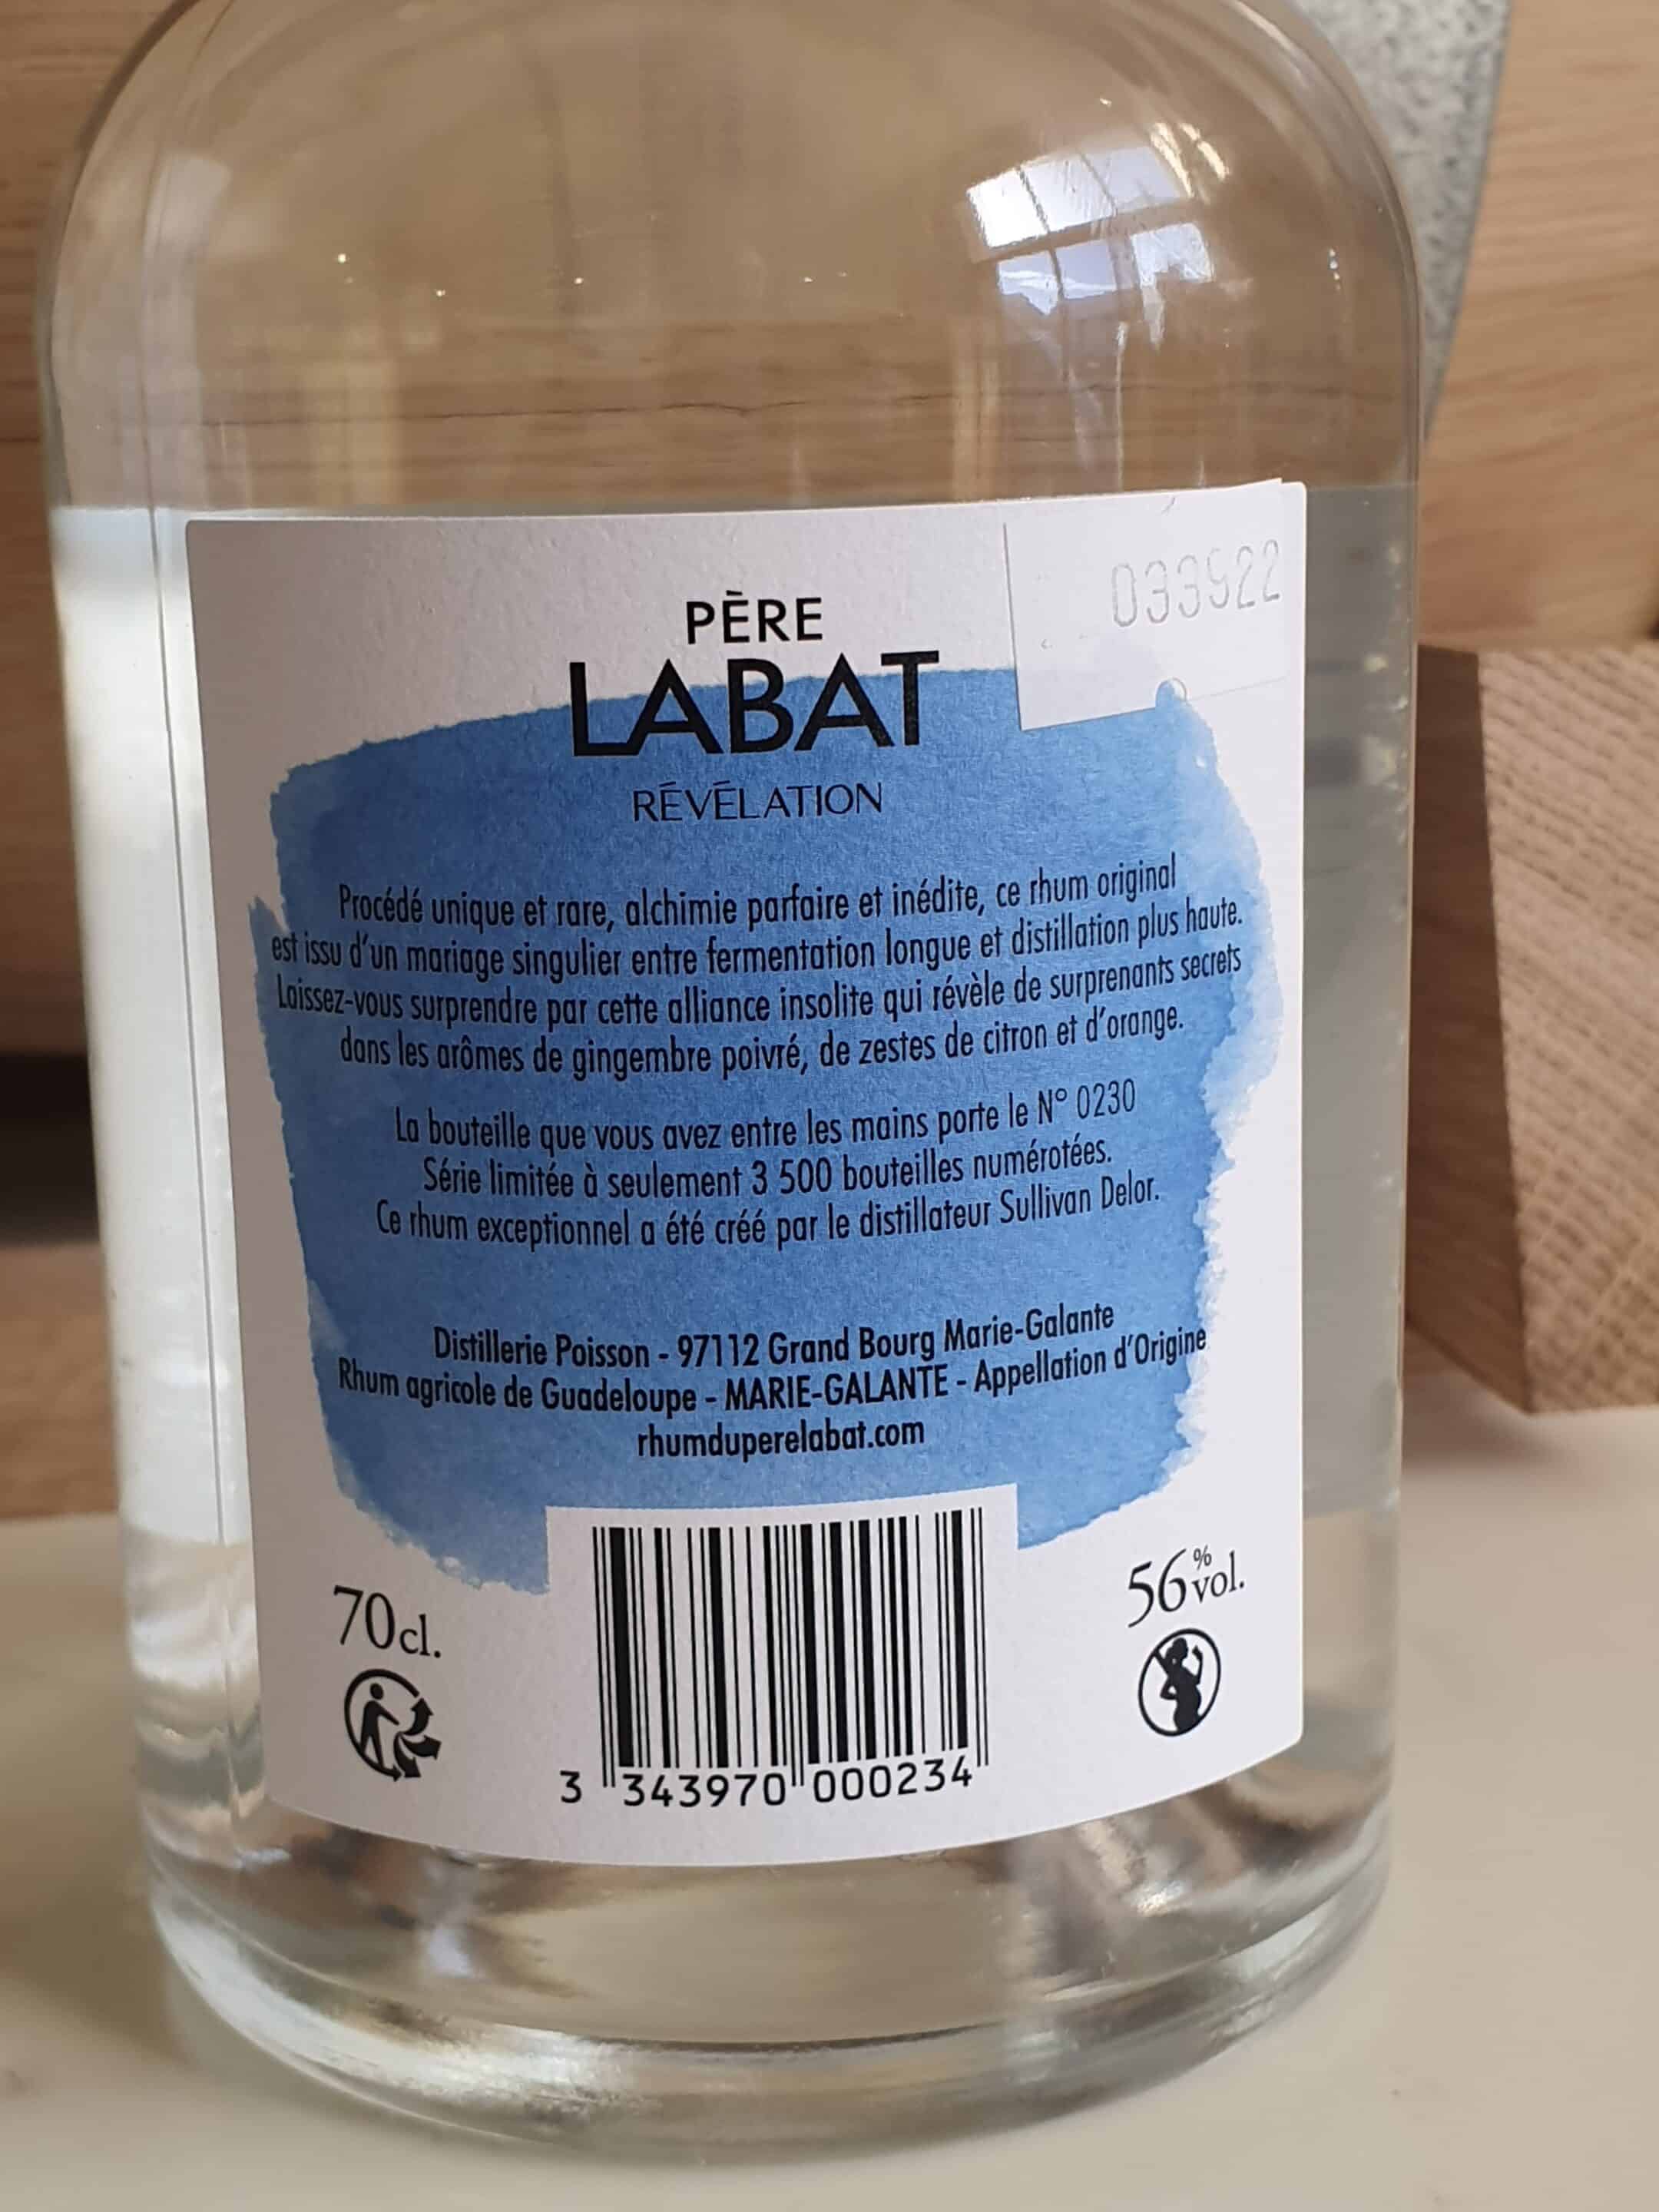 033922
PÈRE
LABAT
RÉVÉLATION
Procédé unique et rare, alchimie parfaire et inédite, ce rhum original
est issu d'un mariage singulier entre fermentation longue et distillation plus haute.
Laissez-vous surprendre par cette alliance insolite qui révèle de surprenants secrets
dans les arômes de gingembre poivré, de zestes de citron et d'orange.
La bouteille que vous avez entre les mains porte le N° 0230
Série limitée à seulement 3 500 bouteilles numérotées.
Ce rhum exceptionnel a été créé par le distillateur Sullivan Delor.
Distillerie Poisson - 97112 Grand Bourg Marie-Galante
Rhum agricole de Guadeloupe - MARIE-GALANTE - Appellation d'Origine
rhumduperelabat.com
70cl.
56%vol.
3 343970 000234